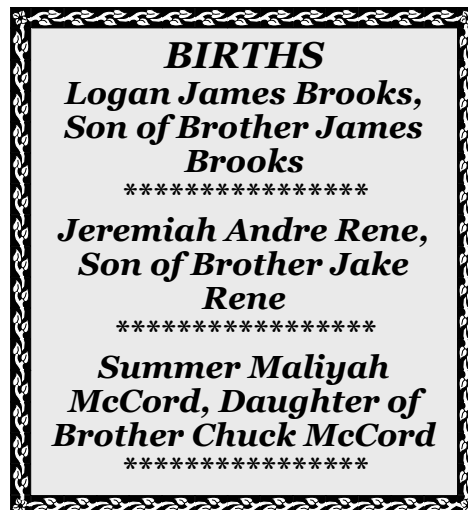 BIRTHS
Logan James Brooks,
Son of Brother James
Brooks
****************
Jeremiah Andre Rene,
Son of Brother Jake
Rene
*****************
Summer Maliyah
McCord, Daughter of
Brother Chuck McCord
****************